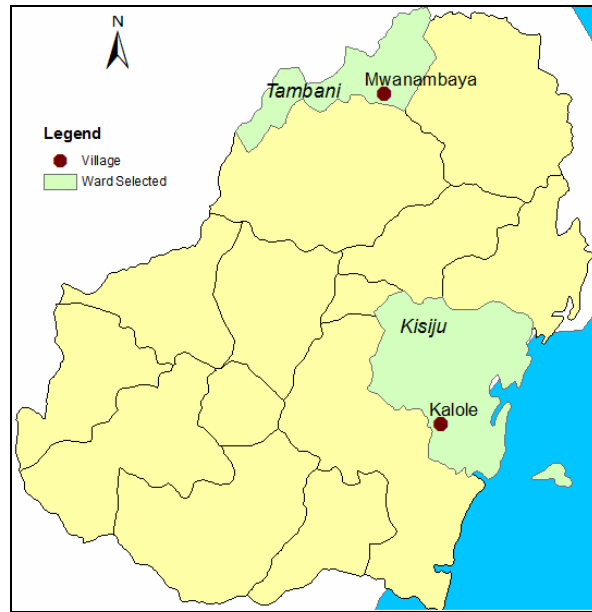 N
Mwanambaya
Tambani
Legend
Village
Ward Selected
Kisiju
Kalole